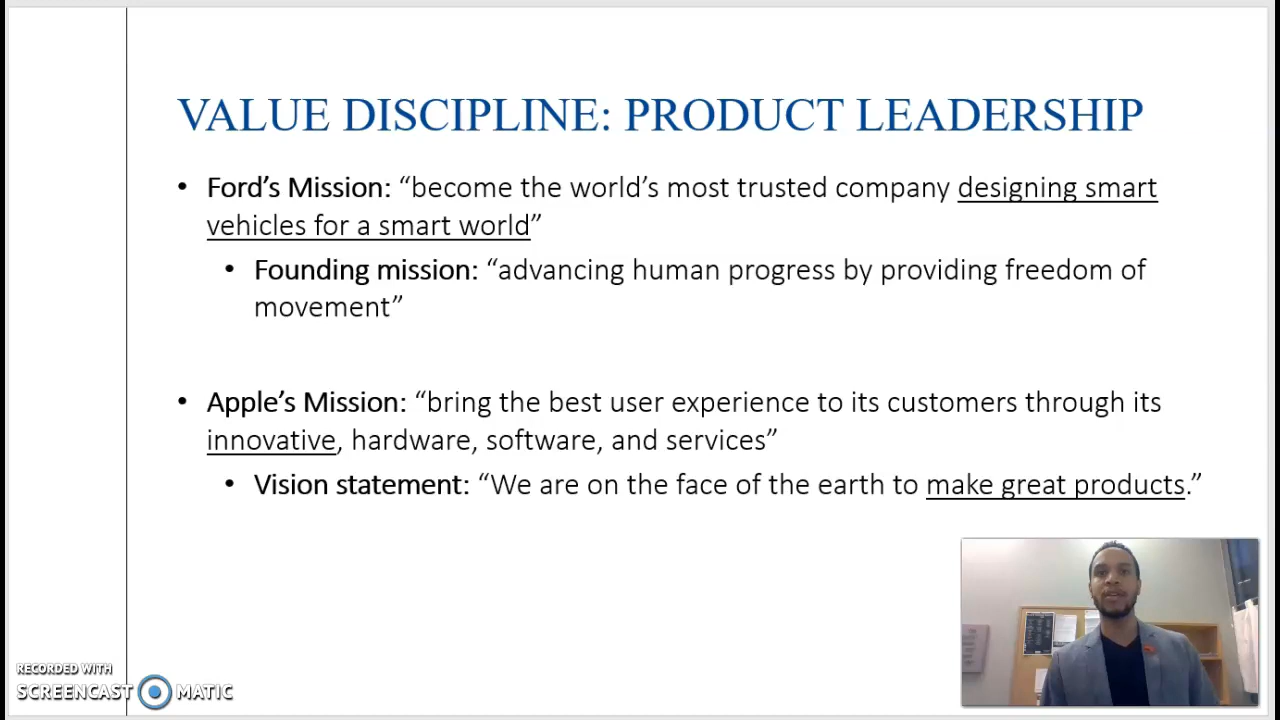 VALUE DISCIPLINE: PRODUCT LEADERSHIP
• Ford’s Mission: “become the world’s most trusted company designing smart
vehicles for a smart world”
• Founding mission: “advancing human progress by providing freedom of
movement”
• Apple’s Mission: “bring the best user experience to its customers through its
innovative, hardware, software, and services”
• Vision statement: “We are on the face of the earth to make great products.”
RECORDED WITH
SCREENCAST MATIC